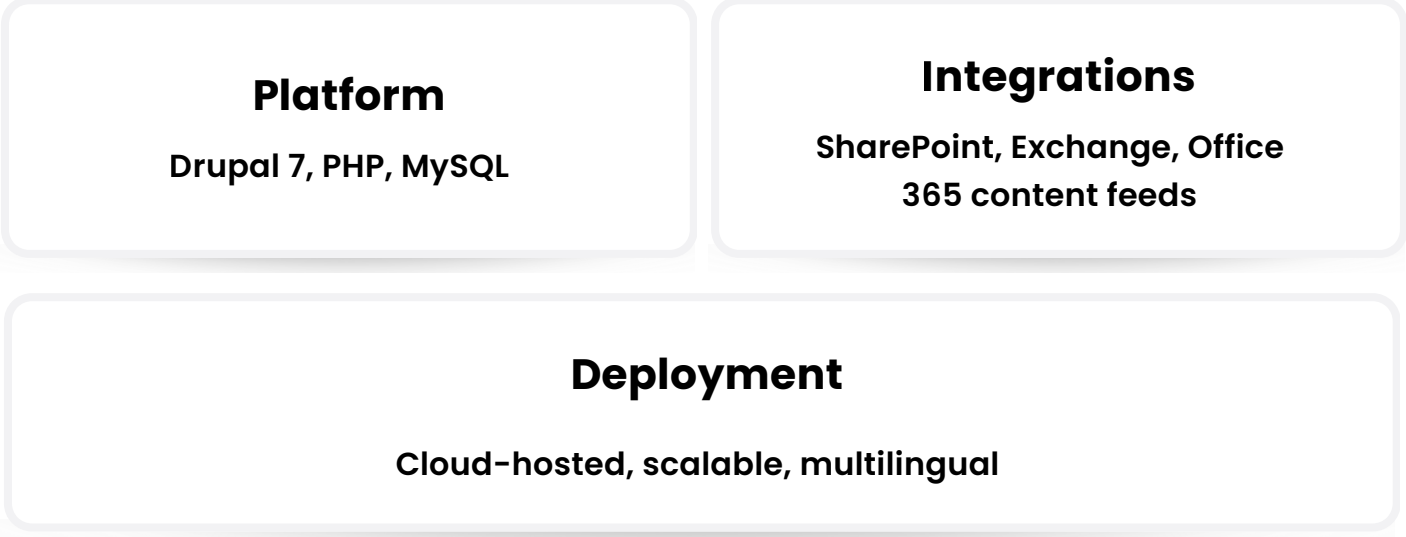 Platform
Drupal 7, PHP, MySQL
Integrations
SharePoint, Exchange, Office
365 content feeds
Deployment
Cloud-hosted, scalable, multilingual